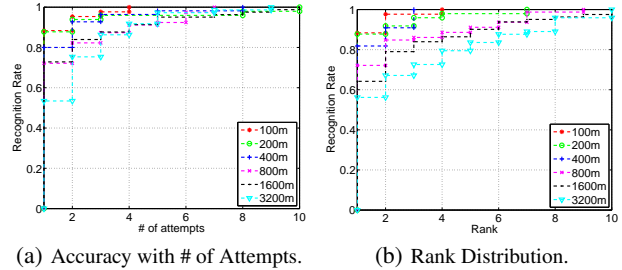 1
0.8
0.6
0.4
0.2
0
Recognition Rate
2
4
6
8
10
# of attempts
100m
200m
400m
800m
1600m
3200m
(a) Accuracy with # of Attempts.
1
0.8
0.6
0.4
0.2
0
Recognition Rate
2
4
6
8
10
Rank
100m
200m
400m
800m
1600m
3200m
(b) Rank Distribution.